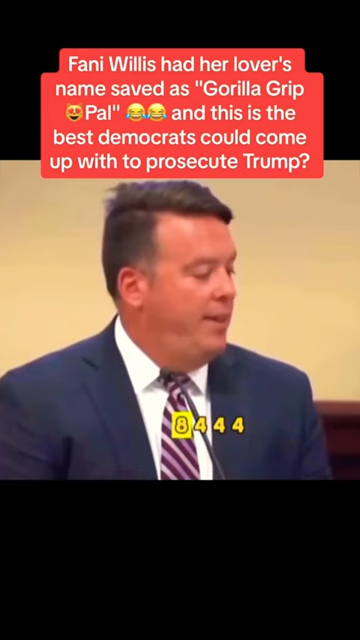 Fani Willis had her lover's
name saved as "Gorilla Grip
😻Pal" 😂😂 and this is the
best democrats could come
up with to prosecute Trump?
8444